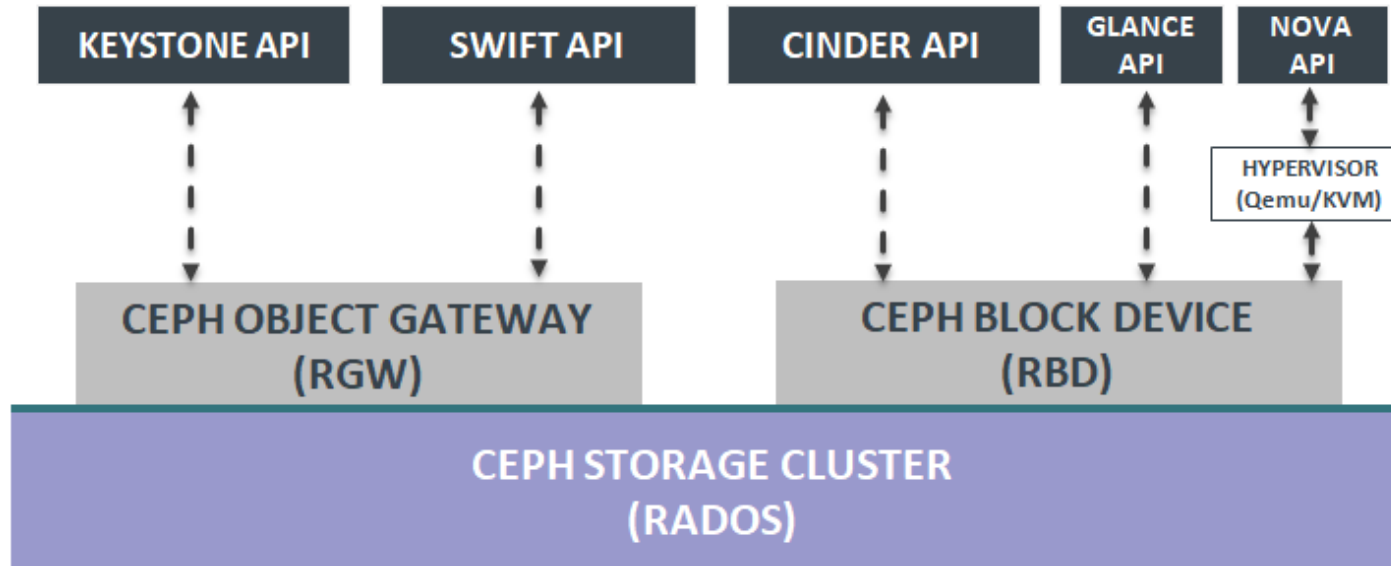 KEYSTONE API
SWIFT API
CINDER API
GLANCE
API
NOVA
API
HYPERVISOR
(Qemu/KVM)
CEPH OBJECT GATEWAY
(RGW)
CEPH BLOCK DEVICE
(RBD)
CEPH STORAGE CLUSTER
(RADOS)